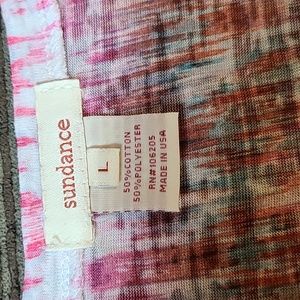 sundance
L
50%COTTON
50%POLYESTER
RN#106205
MADE IN USA